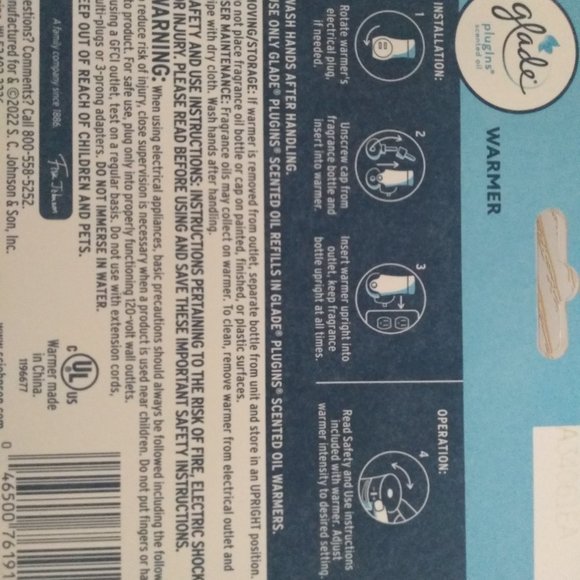 glade®
plugins®
scented oil
WARMER
INSTALLATION:
1
Rotate warmer's
electrical plug,
if needed.
2
Unscrew cap from
fragrance bottle and
insert into warmer.
3
Insert warmer upright into
outlet, keep fragrance
bottle upright at all times.
OPERATION:
4
Read Safety and Use Instructions
included with warmer. Adjust
warmer intensity to desired setting.
WASH HANDS AFTER HANDLING.
USE ONLY GLADE® PLUGINS® SCENTED OIL REFILLS IN GLADE® PLUGINS® SCENTED OIL WARMERS.
/STORAGE: If warmer is removed from outlet, separate bottle from unit and store in an UPRIGHT position.
not place fragrance oil bottle or cap on painted, finished, or plastic surfaces.
MAINTENANCE: Fragrance oils may collect on warmer. To clean, remove warmer from electrical outlet and
wipe with dry cloth. Wash hands after handling.
SAFETY AND USE INSTRUCTIONS: INSTRUCTIONS PERTAINING TO THE RISK OF FIRE, ELECTRIC SHOCK
OR INJURY. PLEASE READ BEFORE USING AND SAVE THESE IMPORTANT SAFETY INSTRUCTIONS.
WARNING: When using electrical appliances, basic precautions should always be followed including the
to reduce risk of injury, close supervision is necessary when a product is used near children. Do not put fingers or
into product. For safe use, plug only into properly functioning 120-volt wall outlets.
using a GFCI outlet, test on a regular basis. Do not use with extension cords,
multi-plugs or 3-prong adapters. DO NOT IMMERSE IN WATER.
KEEP OUT OF REACH OF CHILDREN AND PETS.
A family company since 1886
Fisk Johnson
Questions? Comments? Call 800-558-5252.
Manufactured for & ©2022 S. C. Johnson & Son, Inc.
C UL US
Warmer made
in China.
1196677
www.scjohnson.com
0 46500 76191